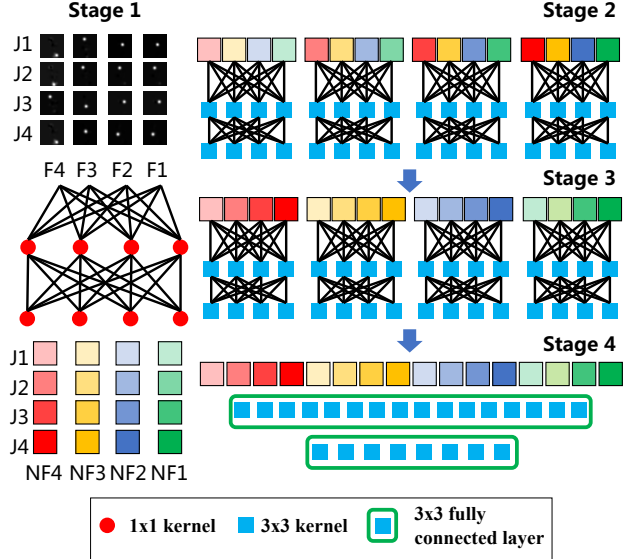 Stage 1
J1
J2
J3
J4
F4 F3 F2 F1
J1
J2
J3
J4
NF4 NF3 NF2 NF1
Stage 2
Stage 3
Stage 4
1x1 kernel
3x3 kernel
3x3 fully
connected layer